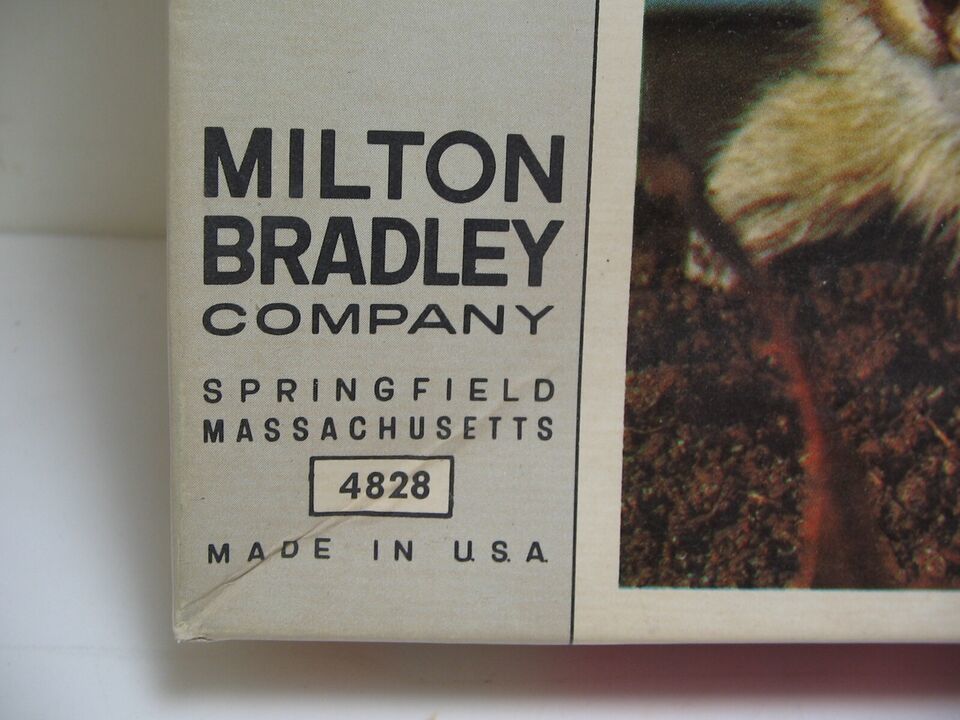 MILTON
BRADLEY
COMPANY
SPRINGFIELD
MASSACHUSETTS
4828
MADE IN U.S.A.